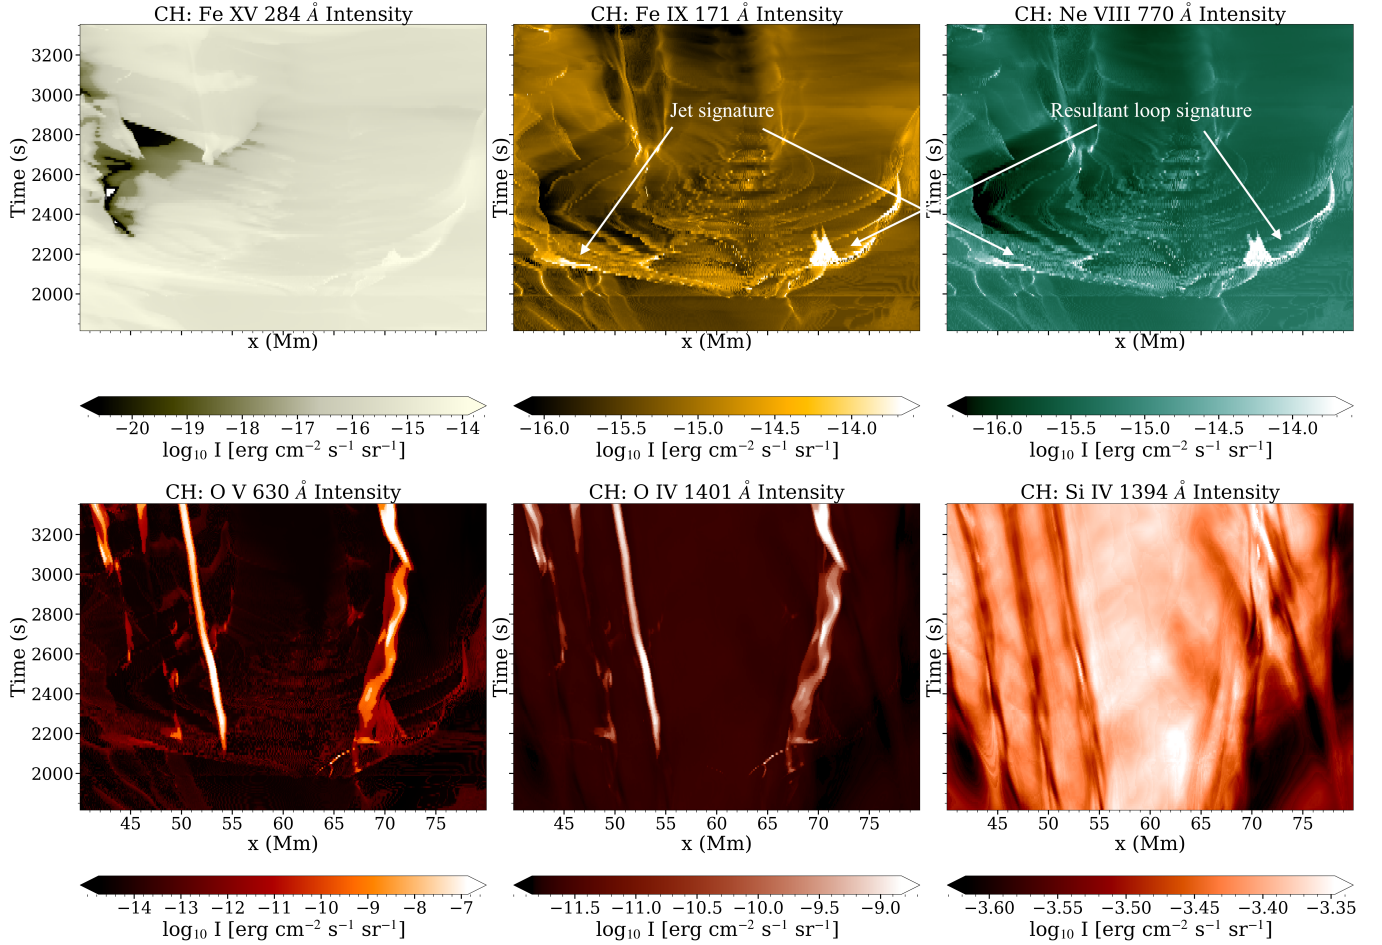 CH: Fe XV 284 Å Intensity
CH: Fe IX 171 Å Intensity
CH: Ne VIII 770 Å Intensity
3200
3000
2800
2600
2400
2200
2000
Time (s)
Time (s)
Time (s)
Jet signature
Resultant loop signature
x (Mm)
x (Mm)
x (Mm)
−20 −19 −18 −17 −16 −15 −14
−16.0 −15.5 −15.0 −14.5 −14.0
−16.0 −15.5 −15.0 −14.5 −14.0
log₁₀ I [erg cm⁻² s⁻¹ sr⁻¹]
log₁₀ I [erg cm⁻² s⁻¹ sr⁻¹]
log₁₀ I [erg cm⁻² s⁻¹ sr⁻¹]
CH: O V 630 Å Intensity
CH: O IV 1401 Å Intensity
CH: Si IV 1394 Å Intensity
3200
3000
2800
2600
2400
2200
2000
Time (s)
Time (s)
Time (s)
45 50 55 60 65 70 75
45 50 55 60 65 70 75
45 50 55 60 65 70 75
x (Mm)
x (Mm)
x (Mm)
−14 −13 −12 −11 −10 −9 −8 −7
−11.5 −11.0 −10.5 −10.0 −9.5 −9.0
−3.60 −3.55 −3.50 −3.45 −3.40 −3.35
log₁₀ I [erg cm⁻² s⁻¹ sr⁻¹]
log₁₀ I [erg cm⁻² s⁻¹ sr⁻¹]
log₁₀ I [erg cm⁻² s⁻¹ sr⁻¹]